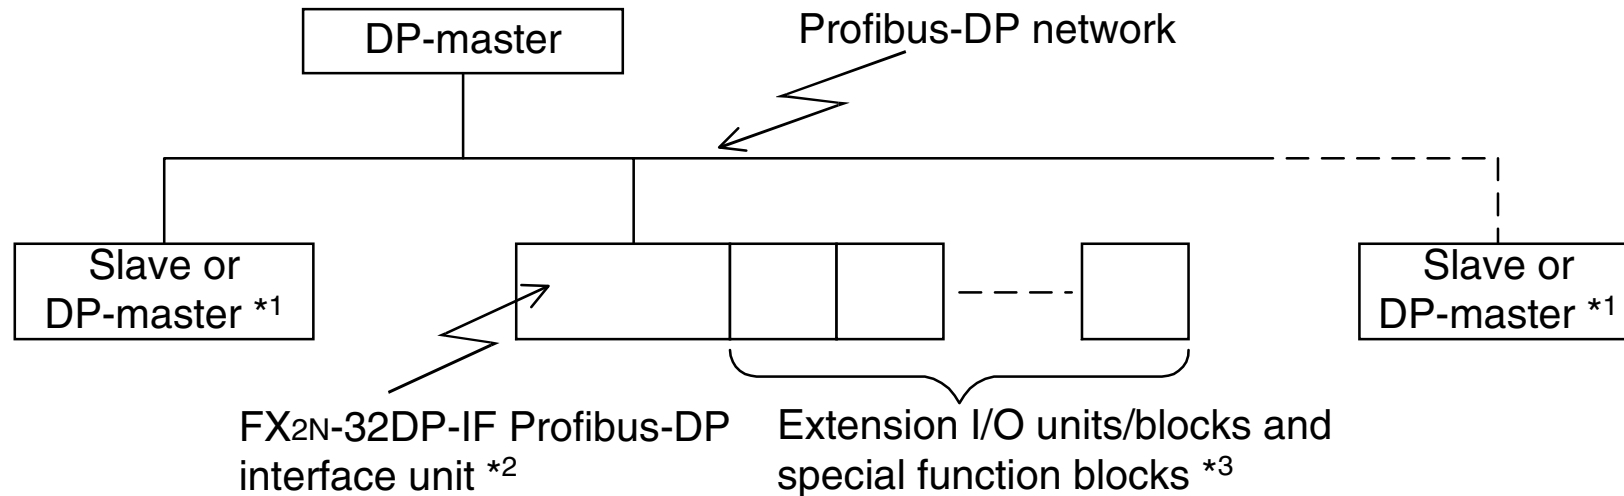 DP-master
Profibus-DP network
Slave or
DP-master *1
Slave or
DP-master *1
FX2N-32DP-IF Profibus-DP
interface unit *2
Extension I/O units/blocks and
special function blocks *3